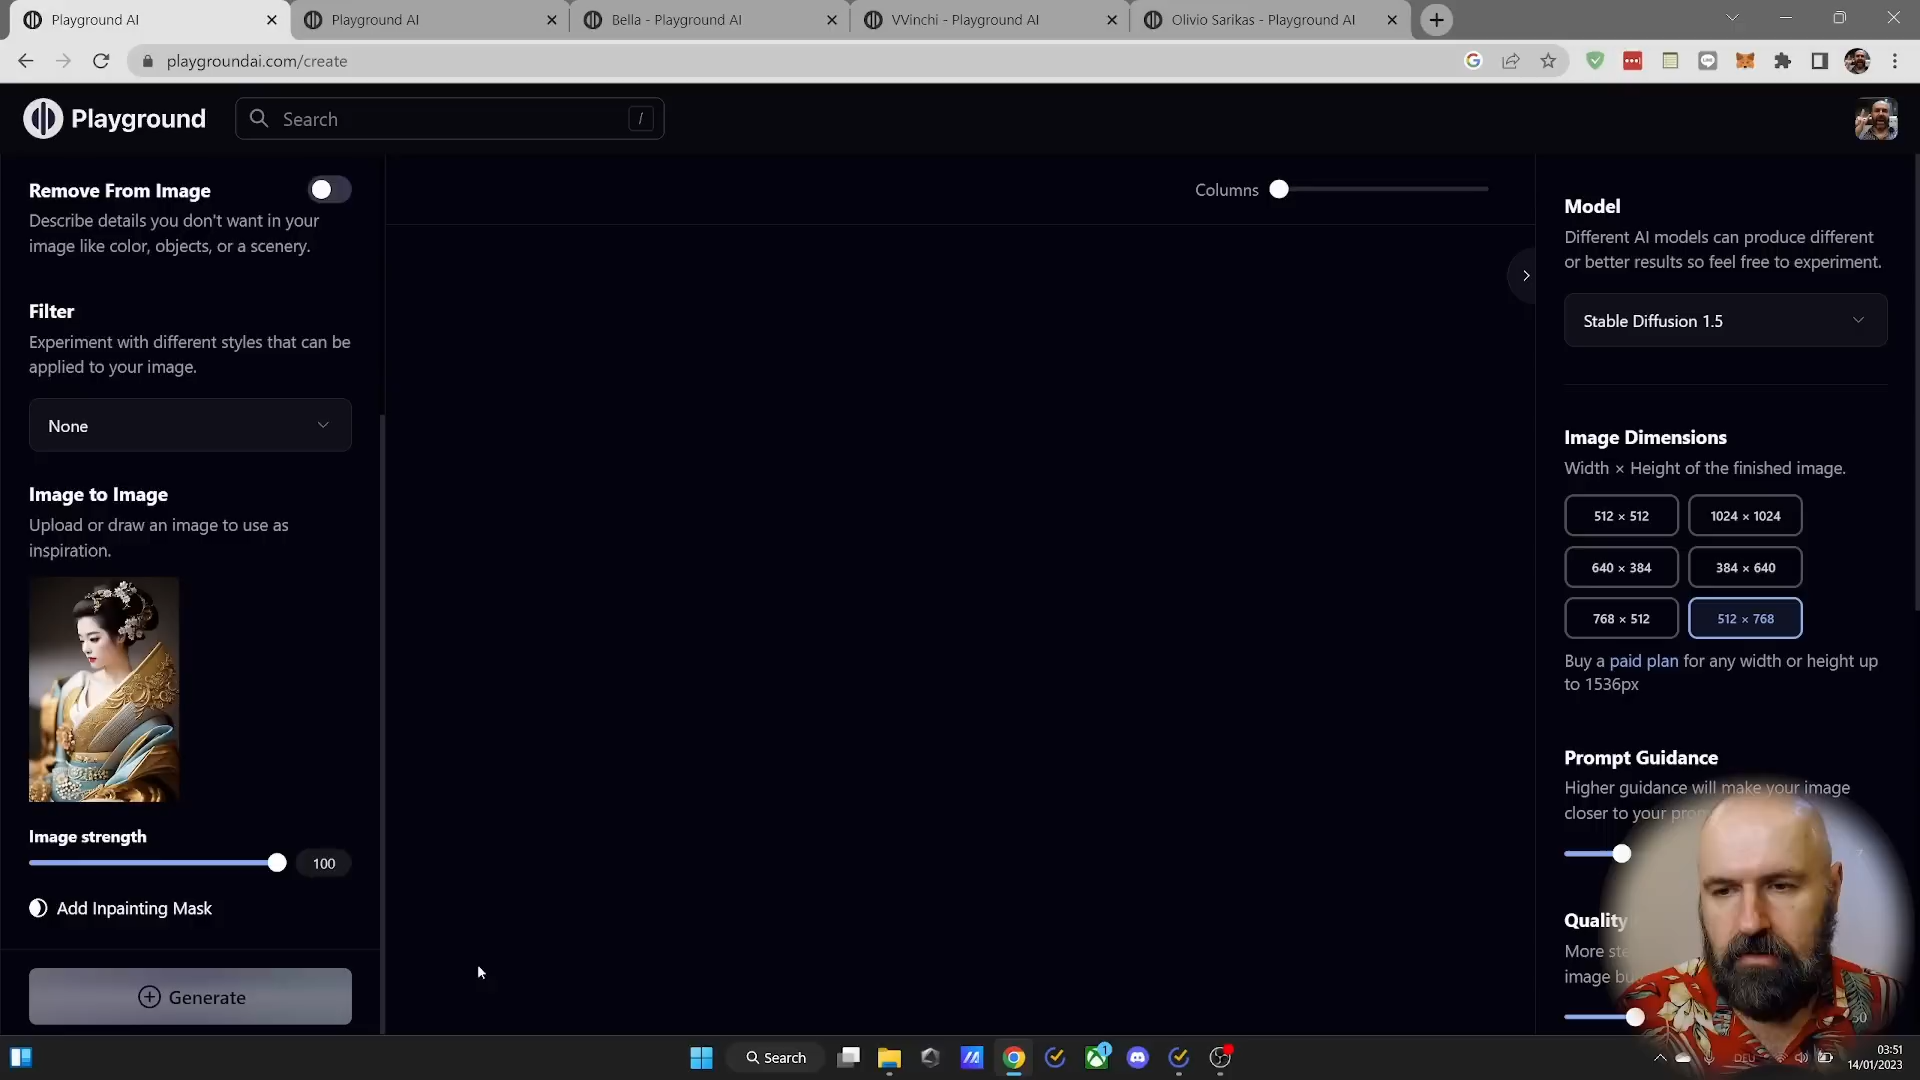 Playground AI
Playground AI
Bella - Playground AI
VVinchi - Playground AI
Olivio Sarikas - Playground AI
playgroundai.com/create
Playground
Search
/
Remove From Image
Describe details you don't want in your
image like color, objects, or a scenery.
Filter
Experiment with different styles that can be
applied to your image.
None
Image to Image
Upload or draw an image to use as
inspiration.
Image strength
100
Add Inpainting Mask
Generate
Columns
Model
Different AI models can produce different
or better results so feel free to experiment.
Stable Diffusion 1.5
Image Dimensions
Width × Height of the finished image.
512 × 512
1024 × 1024
640 × 384
384 × 640
768 × 512
512 × 768
Buy a paid plan for any width or height up
to 1536px
Prompt Guidance
Higher guidance will make your image
closer to your
Quality
More
image
50
Search
1
DEU
03:51
14/01/2023